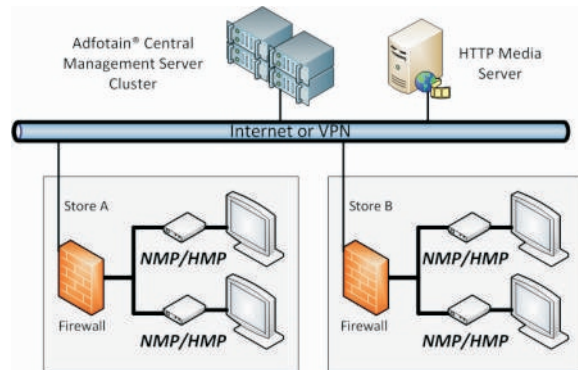 Adfotain® Central
Management Server
Cluster
HTTP Media
Server
Internet or VPN
Store A
NMP/HMP
Firewall
NMP/HMP
Store B
NMP/HMP
Firewall
NMP/HMP